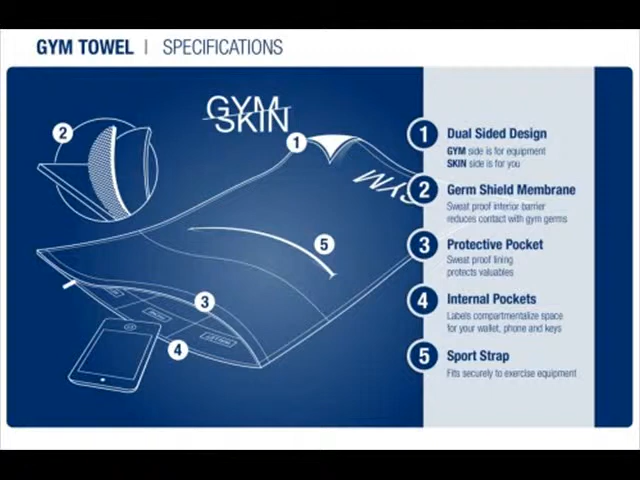 GYM TOWEL | SPECIFICATIONS
GYM
SKIN
2
1
GYM
5
3
4
1 Dual Sided Design
GYM side is for equipment
SKIN side is for you
2 Germ Shield Membrane
Sweat proof interior barrier
reduces contact with gym germs
3 Protective Pocket
Sweat proof lining
protects valuables
4 Internal Pockets
Labels compartmentalize space
for your wallet, phone and keys
5 Sport Strap
Fits securely to exercise equipment